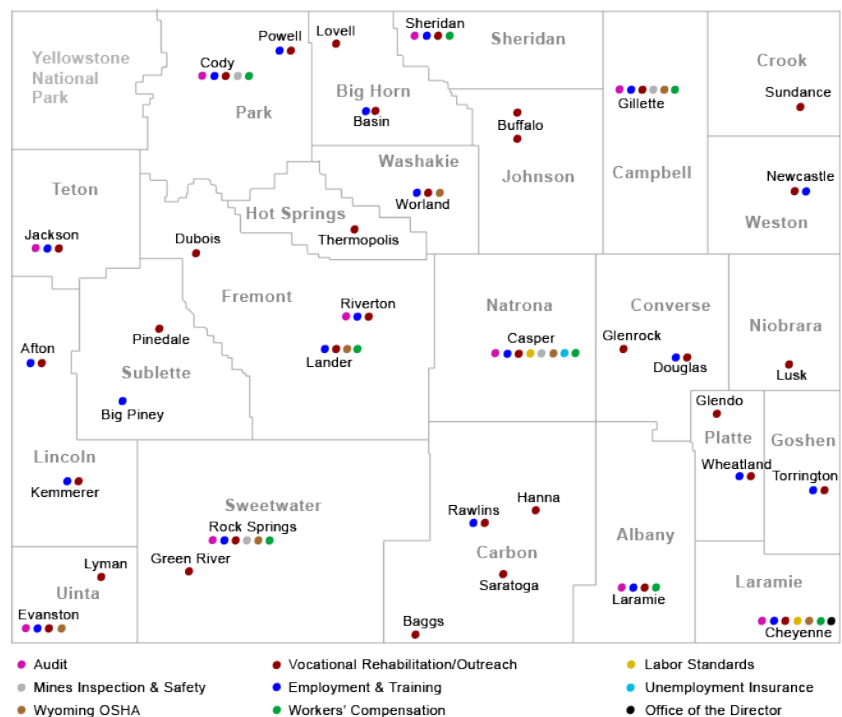 Yellowstone
National
Park
Cody
Powell
Park
Lovell
Big Horn
Basin
Sheridan
Sheridan
Buffalo
Johnson
Gillette
Campbell
Crook
Sundance
Newcastle
Weston
Teton
Jackson
Washakie
Worland
Hot Springs
Thermopolis
Dubois
Fremont
Riverton
Lander
Natrona
Casper
Converse
Glenrock
Douglas
Niobrara
Lusk
Afton
Pinedale
Sublette
Big Piney
Lincoln
Kemmerer
Glendo
Platte
Wheatland
Goshen
Torrington
Sweetwater
Rock Springs
Green River
Rawlins
Hanna
Carbon
Saratoga
Baggs
Albany
Laramie
Laramie
Cheyenne
Lyman
Uinta
Evanston
Audit
Mines Inspection & Safety
Wyoming OSHA
Vocational Rehabilitation/Outreach
Employment & Training
Workers' Compensation
Labor Standards
Unemployment Insurance
Office of the Director